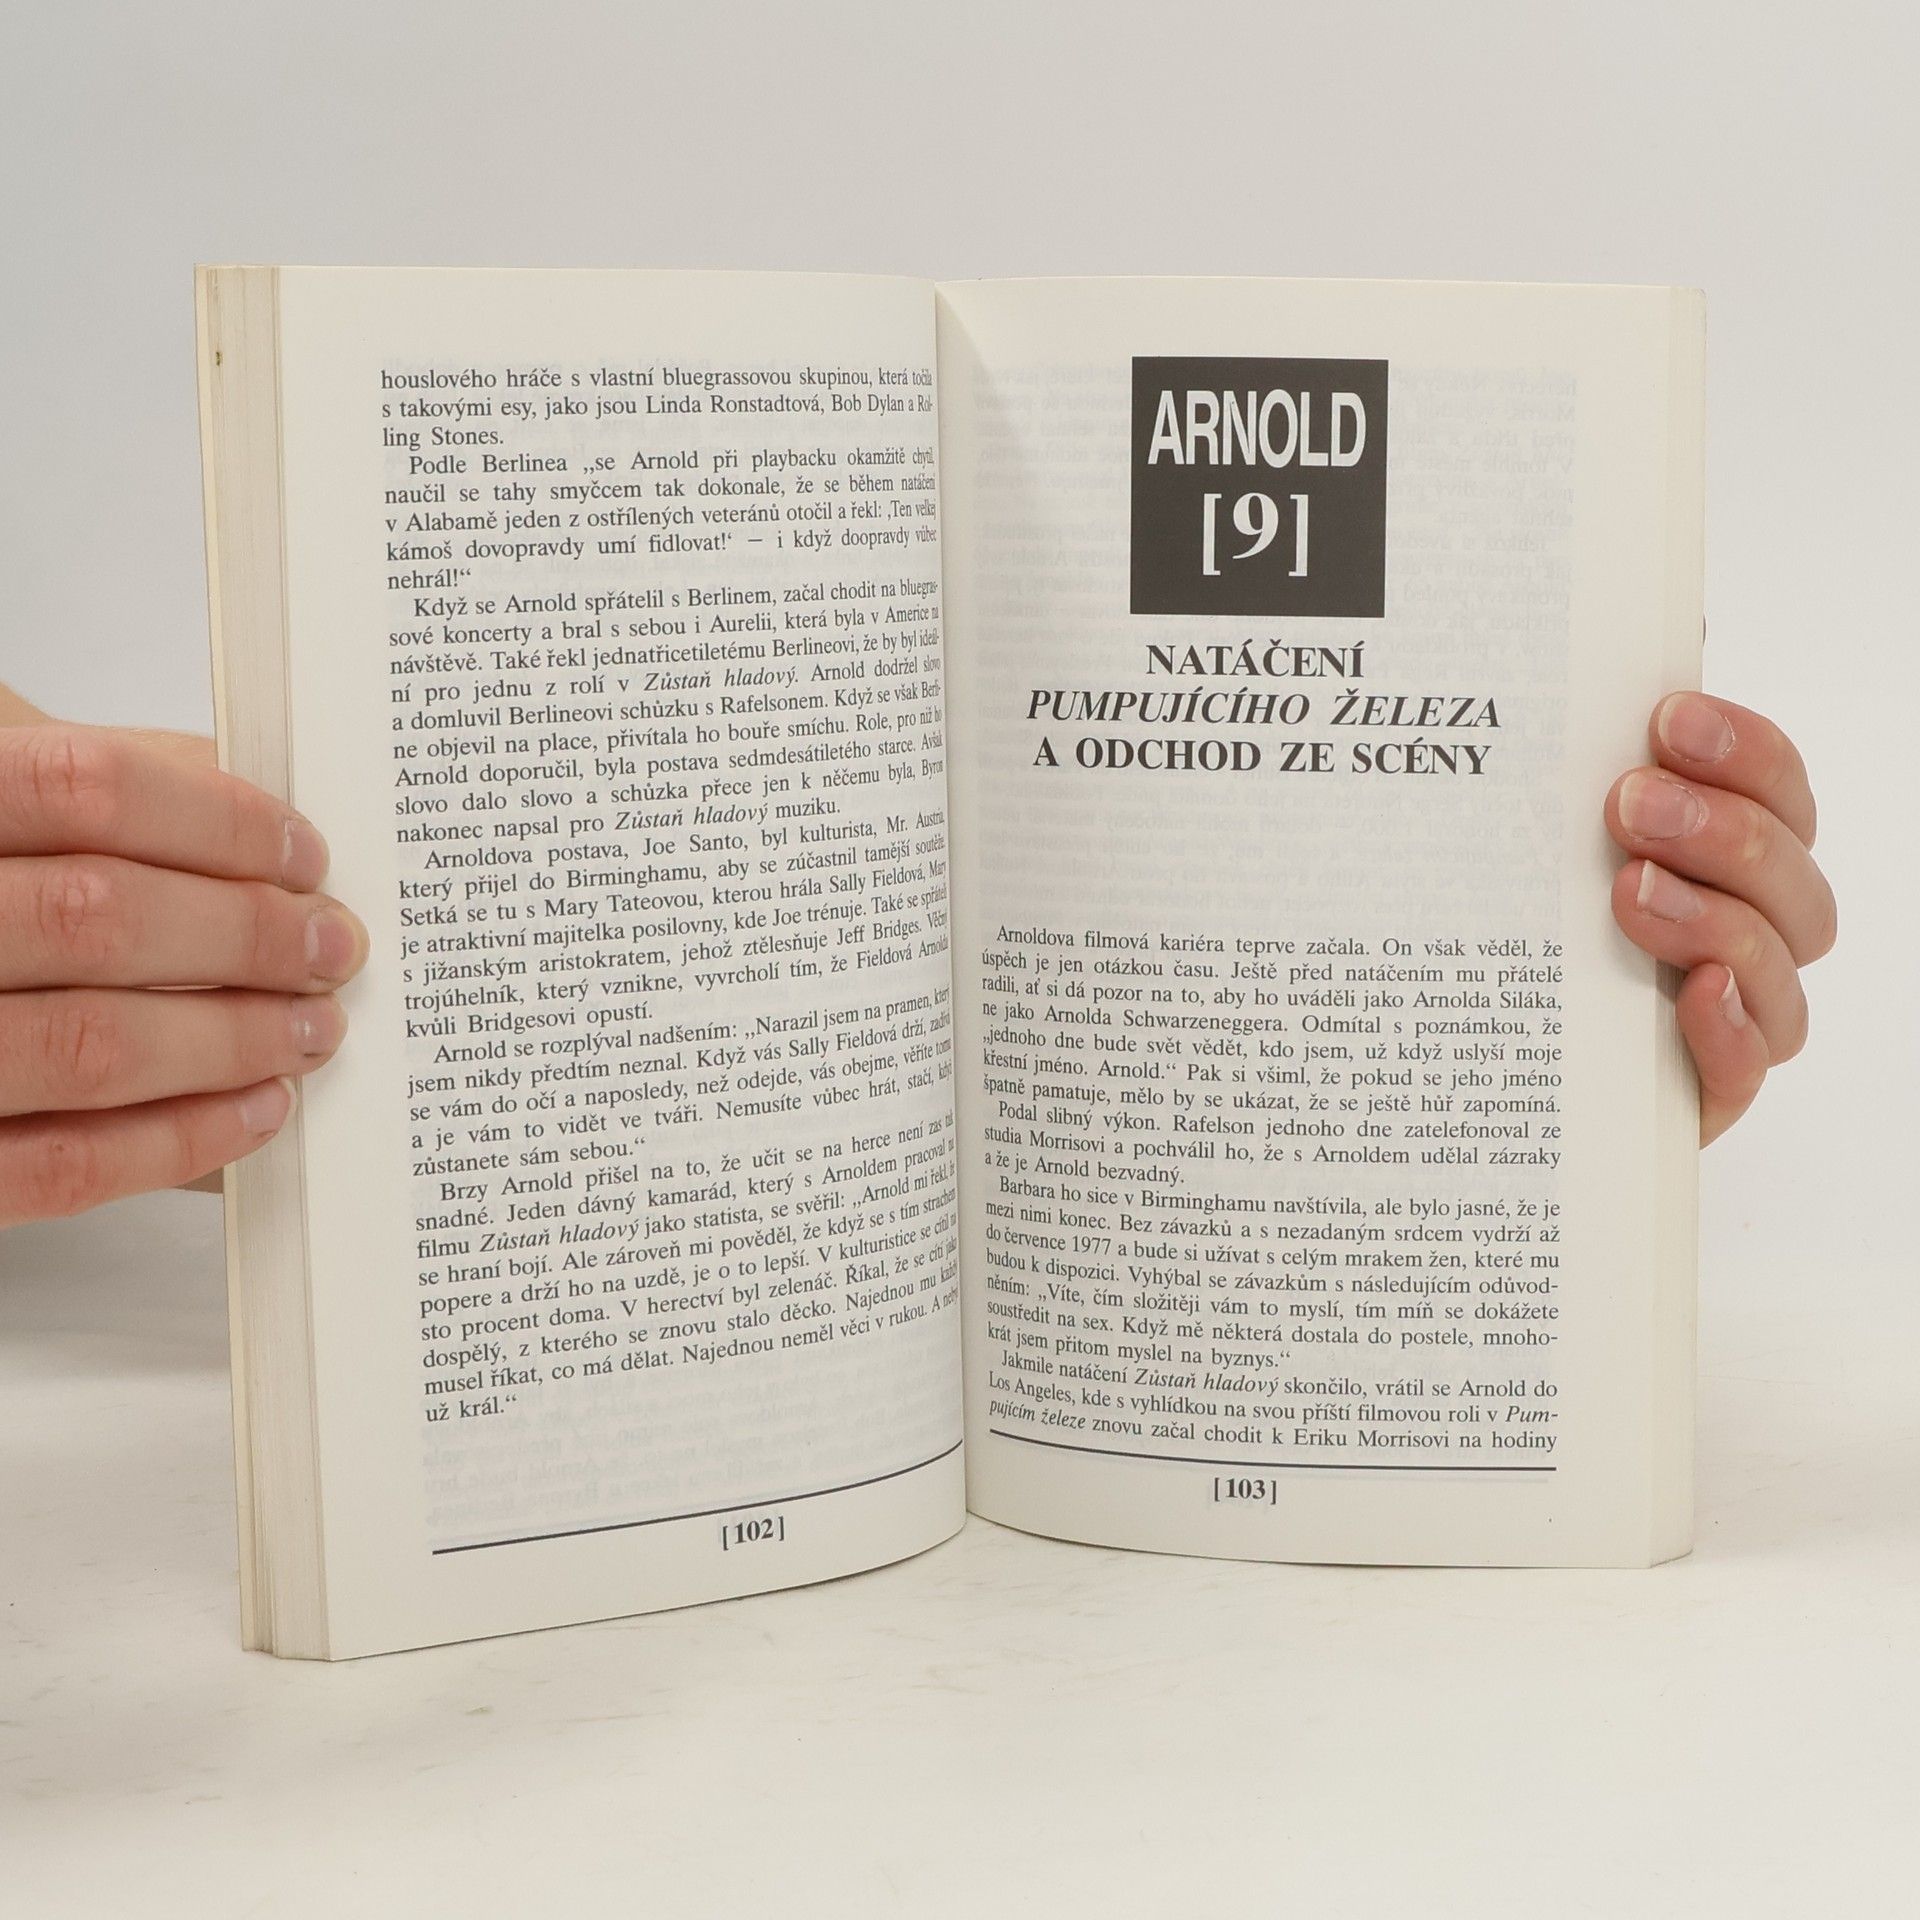 houslového hráče s vlastní bluegrassovou skupinou, která točila
s takovými esy, jako jsou Linda Ronstadtová, Bob Dylan a Rol-
ling Stones.
Podle Berlinea „se Arnold při playbacku okamžitě chytil,
naučil se tahy smyčcem tak dokonale, že se během natáčení
v Alabamě jeden z ostřílených veteránů otočil a řekl: ‚Ten velkej
kámoš dovopravdy umí fidlovat!‘ — i když doopravdy vůbec
nehrál!“
Když se Arnold spřátelil s Berlinem, začal chodit na bluegras-
sové koncerty a bral s sebou i Aurelii, která byla v Americe na
návštěvě. Také řekl jednatřicetiletému Berlineovi, že by byl ideál-
ní pro jednu z rolí v Zůstaň hladový. Arnold dodržel slovo
a domluvil Berlineovi schůzku s Rafelsonem. Když se však Berli-
ne objevil na place, přivítala ho bouře smíchu. Role, pro niž ho
Arnold doporučil, byla postava sedmdesátiletého starce. Avšak
slovo dalo slovo a schůzka přece jen k něčemu byla, Byron
nakonec napsal pro Zůstaň hladový muziku.
Arnoldova postava, Joe Santo, byl kulturista, Mr. Austria,
který přijel do Birminghamu, aby se zúčastnil tamější soutěže.
Setká se tu s Mary Tateovou, kterou hrála Sally Fieldová, Mary
je atraktivní majitelka posilovny, kde Joe trénuje. Také se spřátelí
s jižanským aristokratem, jehož ztělesňuje Jeff Bridges. Věčný
trojúhelník, který vznikne, vyvrcholí tím, že Fieldová Arnolda
kvůli Bridgesovi opustí.
Arnold se rozplýval nadšením: „Narazil jsem na pramen, který
jsem nikdy předtím neznal. Když vás Sally Fieldová drží, zadívá
se vám do očí a naposledy, než odejde, vás obejme, věříte tomu
a je vám to vidět ve tváři. Nemusíte vůbec hrát, stačí, když
zůstanete sám sebou.“
Brzy Arnold přišel na to, že učit se na herce není zas tak
snadné. Jeden dávný kamarád, který s Arnoldem pracoval na
filmu Zůstaň hladový jako statista, se svěřil: „Arnold mi řekl, že
se hraní bojí. Ale zároveň mi pověděl, že když se s tím strachem
popere a drží ho na uzdě, je o to lepší. V kulturistice se cítil na
sto procent doma. V herectví byl zelenáč. Říkal, že se cítí jako
dospělý, z kterého se znovu stalo děcko. Najednou mu každý
musel říkat, co má dělat. Najednou neměl věci v rukou. A nebyl
už král.“
[102]
ARNOLD
[9]
NATÁČENÍ
PUMPUJÍCÍHO ŽELEZA
A ODCHOD ZE SCÉNY
Arnoldova filmová kariéra teprve začala. On však věděl, že
úspěch je jen otázkou času. Ještě před natáčením mu přátelé
radili, ať si dá pozor na to, aby ho uváděli jako Arnolda Siláka,
ne jako Arnolda Schwarzeneggera. Odmítal s poznámkou, že
„jednoho dne bude svět vědět, kdo jsem, už když uslyší moje
křestní jméno. Arnold.“ Pak si všiml, že pokud se jeho jméno
špatně pamatuje, mělo by se ukázat, že se ještě hůř zapomíná.
Podal slibný výkon. Rafelson jednoho dne zatelefonoval ze
studia Morrisovi a pochválil ho, že s Arnoldem udělal zázraky
a že je Arnold bezvadný.
Barbara ho sice v Birminghamu navštívila, ale bylo jasné, že je
mezi nimi konec. Bez závazků a s nezadaným srdcem vydrží až
do července 1977 a bude si užívat s celým mrakem žen, které mu
budou k dispozici. Vyhýbal se závazkům s následujícím odůvod-
něním: „Víte, čím složitěji vám to myslí, tím míň se dokážete
soustředit na sex. Když mě některá dostala do postele, mnoho-
krát jsem přitom myslel na byznys.“
Jakmile natáčení Zůstaň hladový skončilo, vrátil se Arnold do
Los Angeles, kde s vyhlídkou na svou příští filmovou roli v Pum-
pujícím železe znovu začal chodit k Eriku Morrisovi na hodiny
[103]